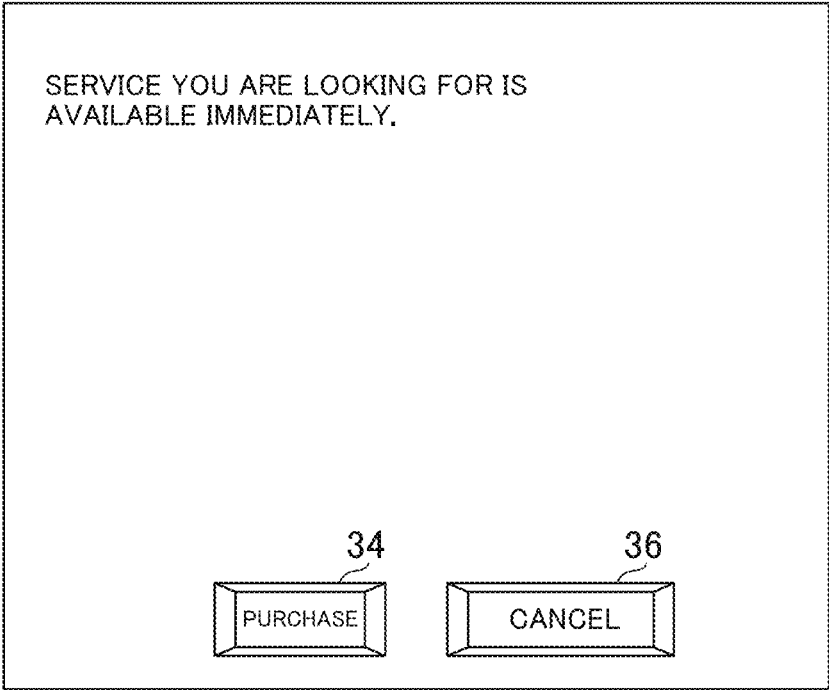 SERVICE YOU ARE LOOKING FOR IS
AVAILABLE IMMEDIATELY.
34
36
PURCHASE
CANCEL